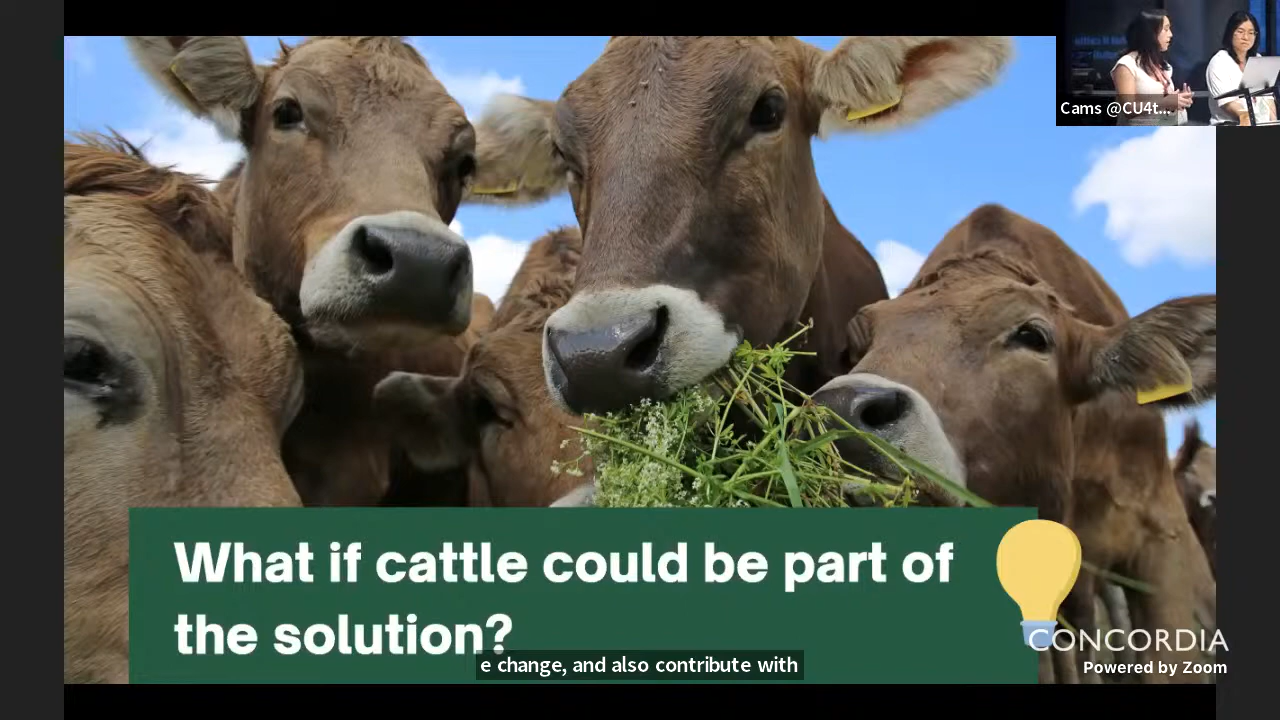 Cams @CU4t...
What if cattle could be part of
the solution?
e change, and also contribute with
CONCORDIA
Powered by Zoom